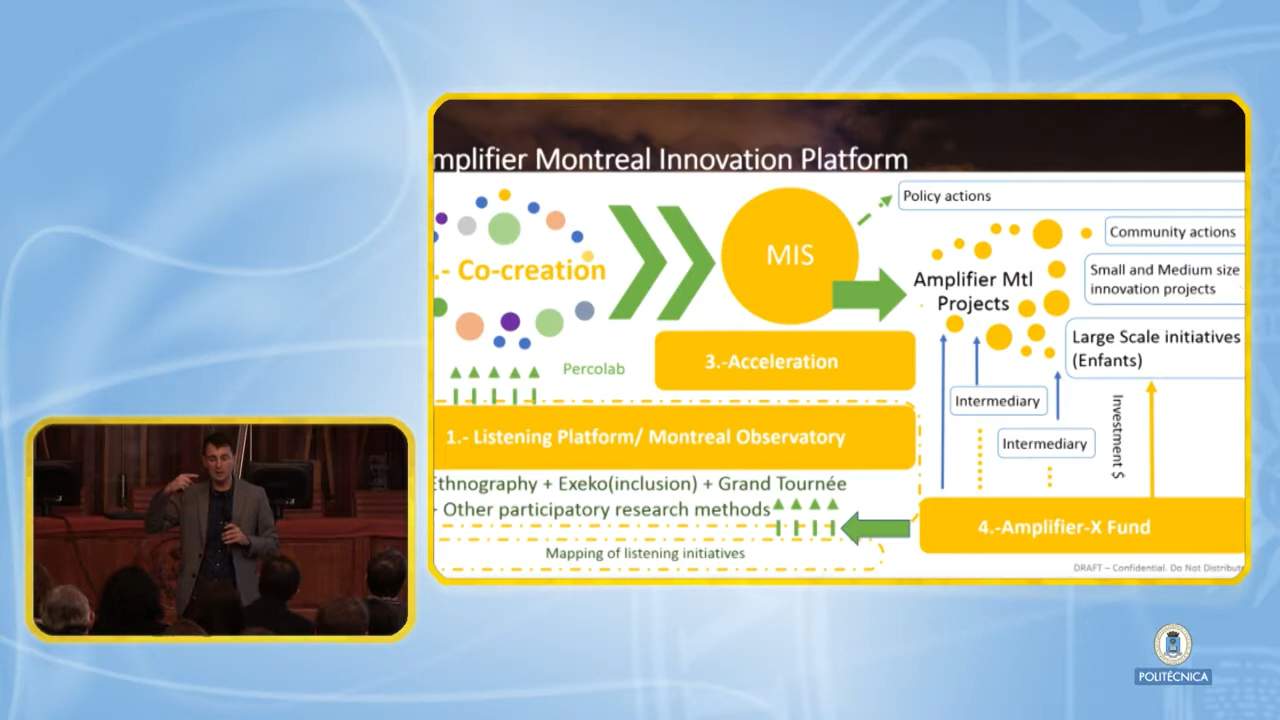 mplifier Montreal Innovation Platform
Policy actions
Community actions
MIS
.- Co-creation
Small and Medium size
innovation projects
Amplifier Mtl
Projects
Large Scale initiatives
(Enfants)
3.-Acceleration
Percolab
Intermediary
Investment $
1.- Listening Platform/ Montreal Observatory
Intermediary
Ethnography + Exeko(inclusion) + Grand Tournée
Other participatory research methods
4.-Amplifier-X Fund
Mapping of listening initiatives
DRAFT – Confidential. Do Not Distribute
POLITÉCNICA